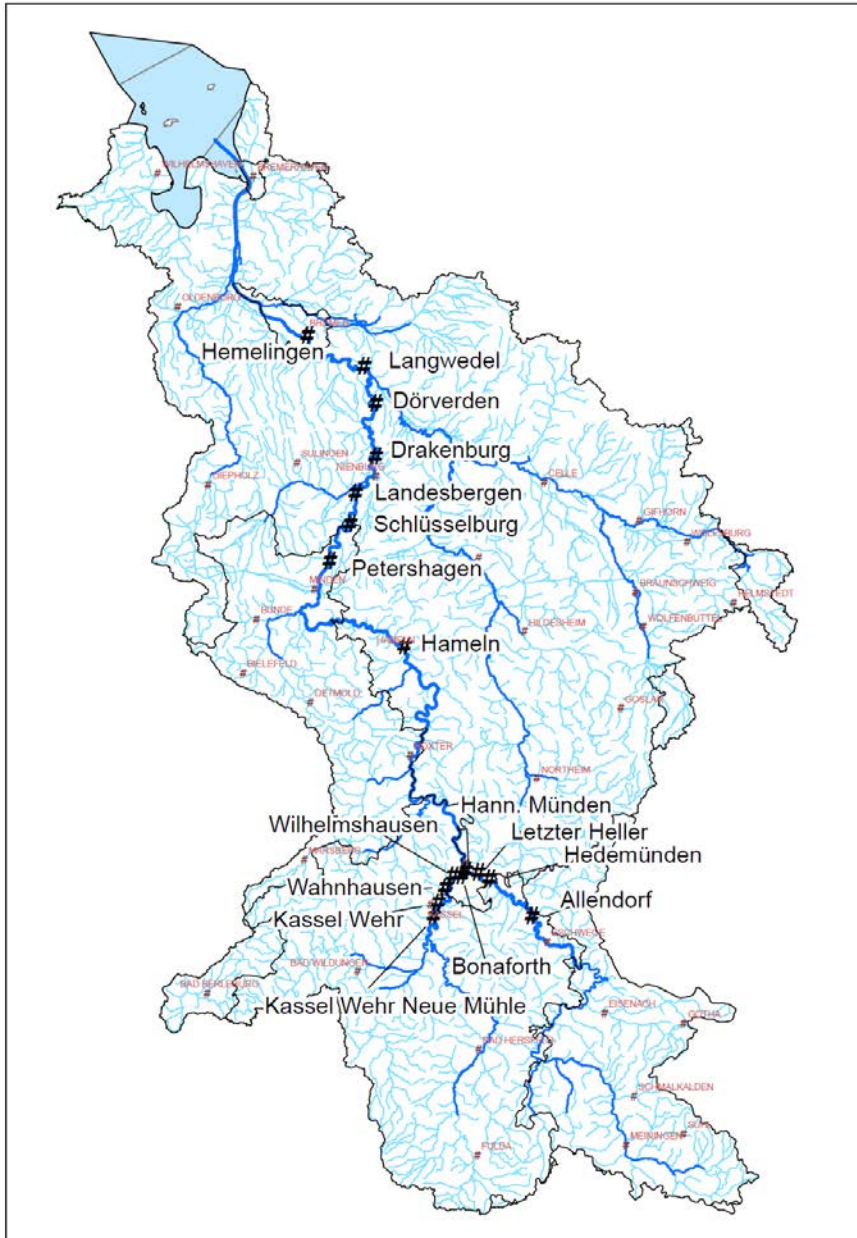 WILHELMSHAVEN
BREMERHAVEN
OLDENBURG
BREMEN
Hemelingen
Langwedel
Dörverden
Drakenburg
SULINGEN
NIENBURG
DIEPHOLZ
CELLE
Landesbergen
GIFHORN
Schlüsselburg
WOLFSBURG
Petershagen
MINDEN
BRAUNSCHWEIG
HELMSTEDT
BÜNDE
HILDESHEIM
WOLFENBÜTTEL
Hameln
BIELEFELD
DETMOLD
GOSLAR
HÖXTER
NORTHEIM
Hann. Münden
Wilhelmshausen
Letzter Heller
MARSBERG
Hedemünden
Wahnhausen
Allendorf
Kassel Wehr
KASSEL
ESCHWEGE
Bonaforth
BAD WILDUNGEN
BAD BERLEBURG
Kassel Wehr Neue Mühle
EISENACH
GOTHA
BAD HERSFELD
SCHMALKALDEN
SUHL
MEININGEN
FULDA